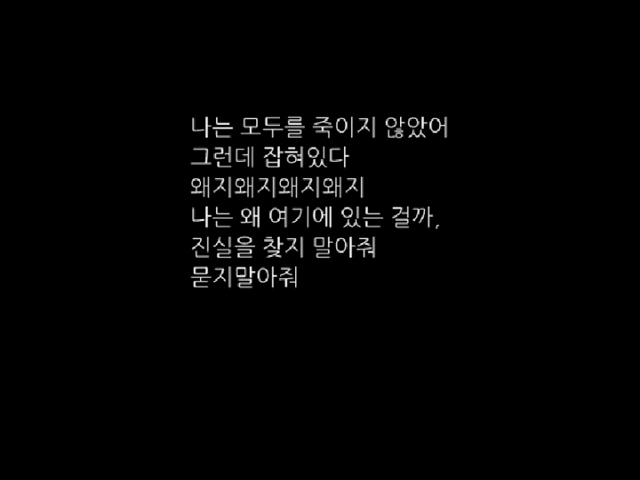 나는 모두를 죽이지 않았어
그런데 잡혀있다
왜지왜지왜지왜지
나는 왜 여기에 있는 걸까,
진실을 찾지 말아줘
묻지말아줘